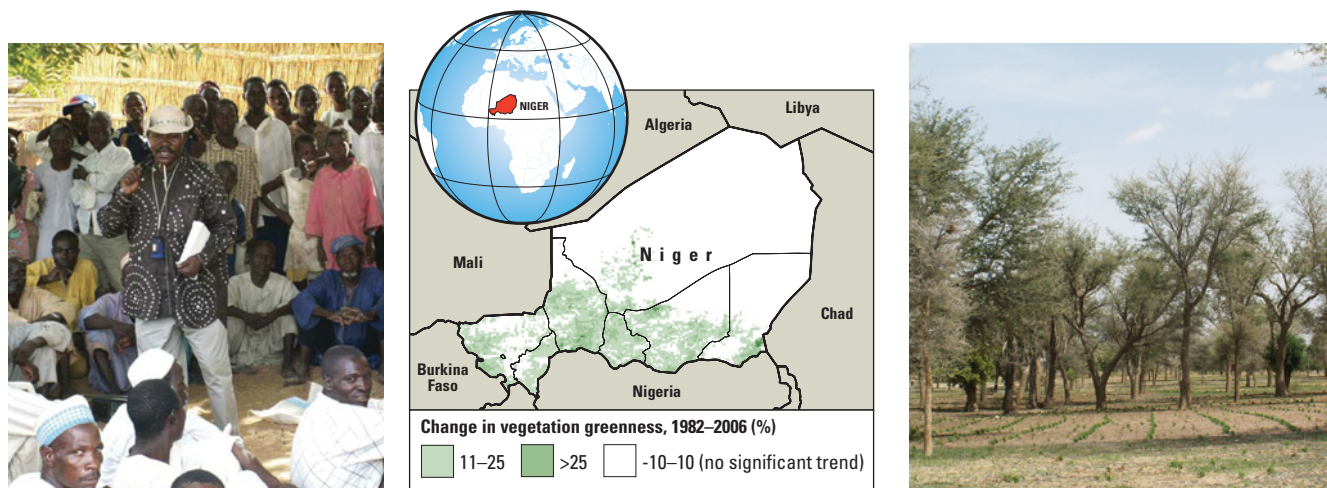 NIGER
Libya
Algeria
Niger
Mali
Chad
Burkina
Faso
Nigeria
Change in vegetation greenness, 1982–2006 (%)
11–25 >25 -10–10 (no significant trend)